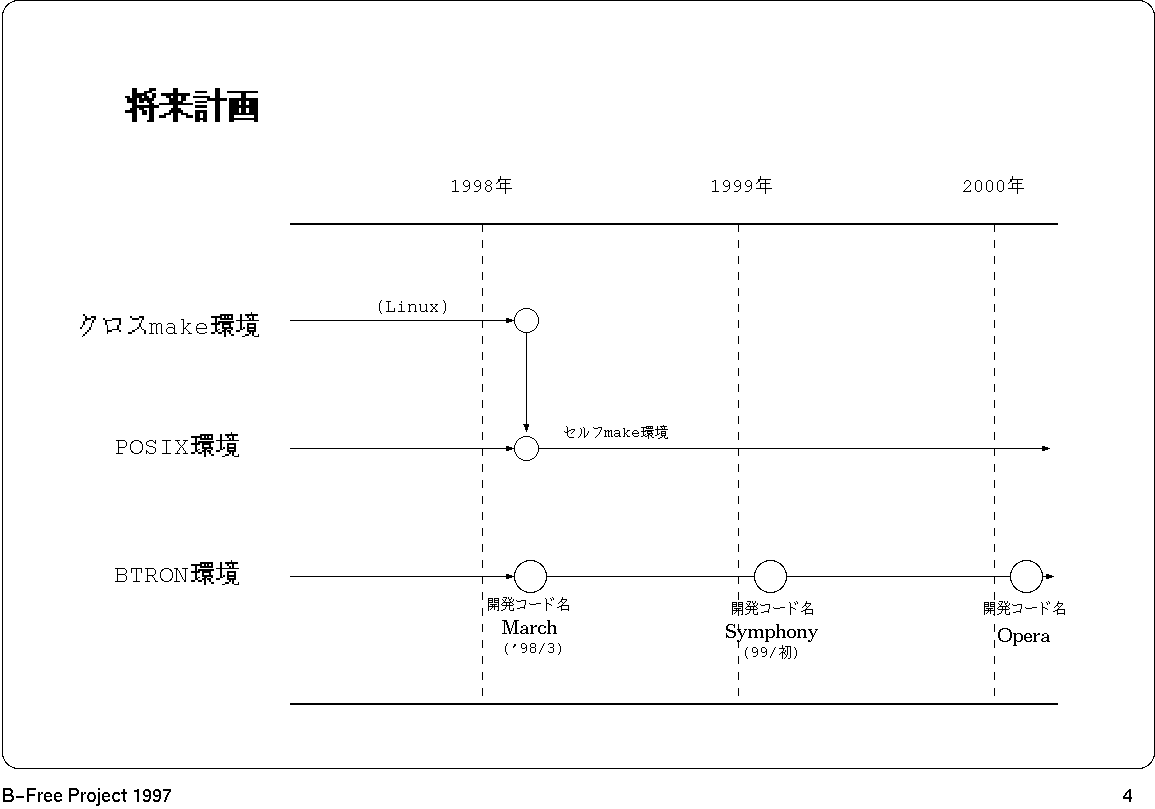 将来計画
1998年
1999年
2000年
(Linux)
クロスmake環境
セルフmake環境
POSIX環境
BTRON環境
開発コード名
March
('98/3)
開発コード名
Symphony
(99/初)
開発コード名
Opera
B-Free Project 1997
4